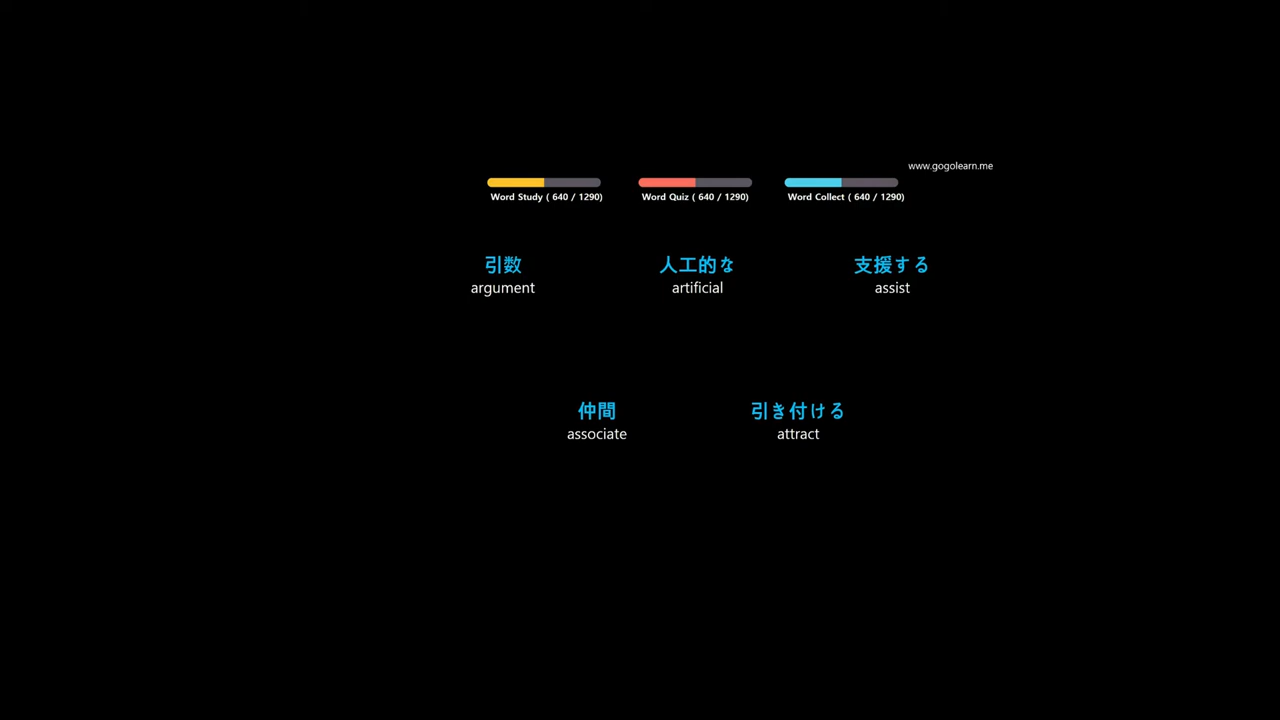 www.gogolearn.me
Word Study ( 640 / 1290)
Word Quiz ( 640 / 1290)
Word Collect ( 640 / 1290)
引数
argument
人工的な
artificial
支援する
assist
仲間
associate
引き付ける
attract